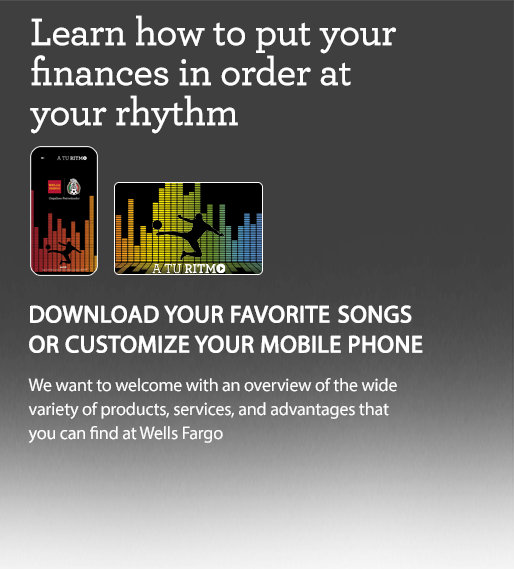 Learn how to put your
finances in order at
your rhythm
A TU RITMO
WELLS
FARGO
A TU RITMO
DOWNLOAD YOUR FAVORITE SONGS
OR CUSTOMIZE YOUR MOBILE PHONE
We want to welcome with an overview of the wide
variety of products, services, and advantages that
you can find at Wells Fargo